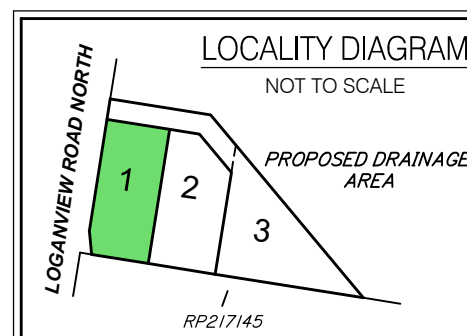 LOCALITY DIAGRAM
NOT TO SCALE
LOGANVIEW ROAD NORTH
PROPOSED DRAINAGE
AREA
1
2
3
RP217145